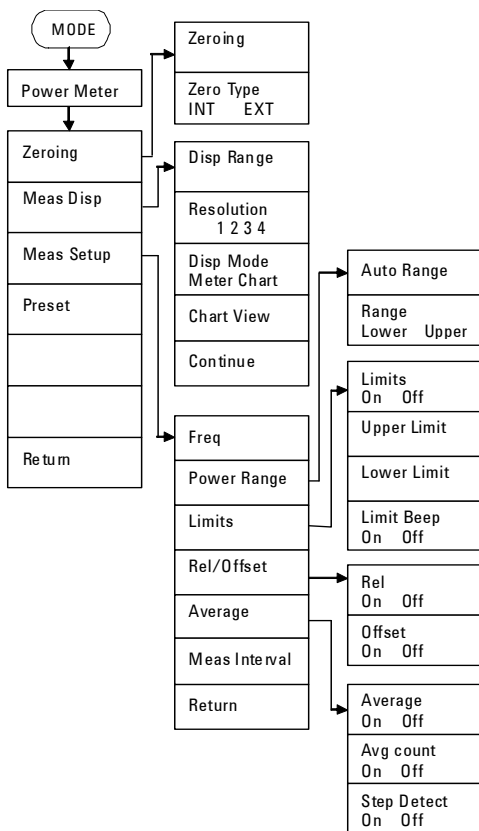 MODE
Power Meter
Zeroing
Meas Disp
Meas Setup
Preset
Return
Zeroing
Zero Type
INT EXT
Disp Range
Resolution
1 2 3 4
Disp Mode
Meter Chart
Chart View
Continue
Freq
Power Range
Limits
Rel/Offset
Average
Meas Interval
Return
Auto Range
Range
Lower Upper
Limits
On Off
Upper Limit
Lower Limit
Limit Beep
On Off
Rel
On Off
Offset
On Off
Average
On Off
Avg count
On Off
Step Detect
On Off